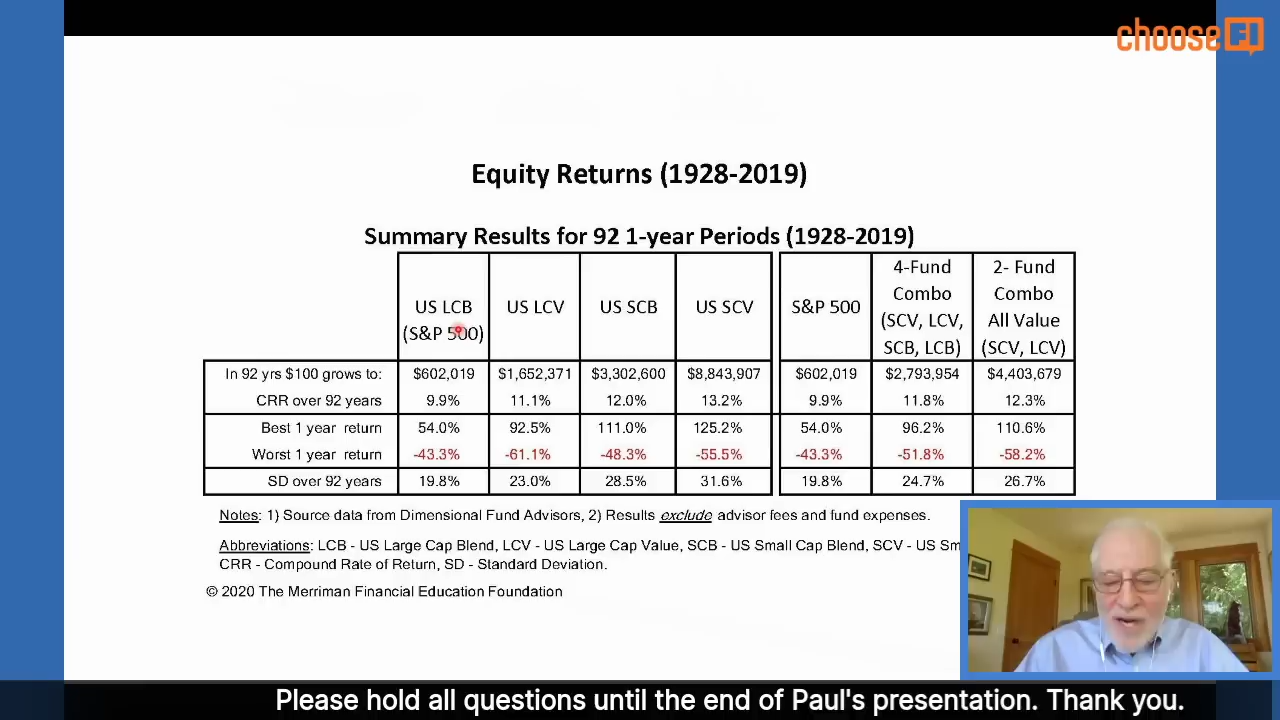 choose FI
Equity Returns (1928-2019)
Summary Results for 92 1-year Periods (1928-2019)
US LCB (S&P 500) US LCV US SCB US SCV S&P 500 4-Fund Combo (SCV, LCV, SCB, LCB) 2- Fund Combo All Value (SCV, LCV)
In 92 yrs $100 grows to: $602,019 $1,652,371 $3,302,600 $8,843,907 $602,019 $2,793,954 $4,403,679
CRR over 92 years 9.9% 11.1% 12.0% 13.2% 9.9% 11.8% 12.3%
Best 1 year return 54.0% 92.5% 111.0% 125.2% 54.0% 96.2% 110.6%
Worst 1 year return -43.3% -61.1% -48.3% -55.5% -43.3% -51.8% -58.2%
SD over 92 years 19.8% 23.0% 28.5% 31.6% 19.8% 24.7% 26.7%
Notes: 1) Source data from Dimensional Fund Advisors, 2) Results exclude advisor fees and fund expenses.
Abbreviations: LCB - US Large Cap Blend, LCV - US Large Cap Value, SCB - US Small Cap Blend, SCV - US Sm
CRR - Compound Rate of Return, SD - Standard Deviation.
© 2020 The Merriman Financial Education Foundation
Please hold all questions until the end of Paul's presentation. Thank you.